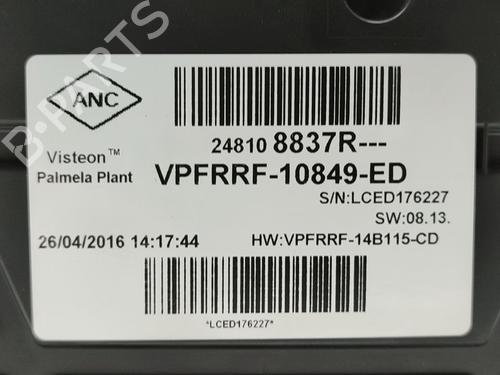 B-PARTS
ANC
Visteon™
Palmela Plant
24810 8837R---
VPFRRF-10849-ED
S/N:LCED176227
SW:08.13.
26/04/2016 14:17:44
HW:VPFRRF-14B115-CD
*LCED176227*